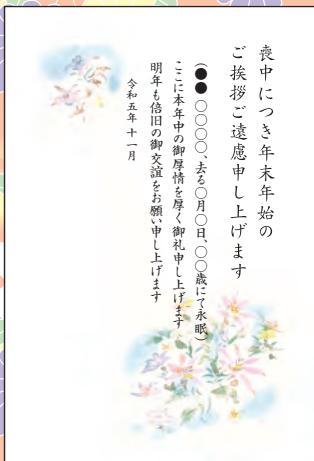 喪中につき年末年始の
ご挨拶ご遠慮申し上げます
（●● ○○○○、去る○月○日、○○歳にて永眠）
ここに本年中の御厚情を厚く御礼申し上げます
明年も倍旧の御交誼をお願い申し上げます
令和五年十一月